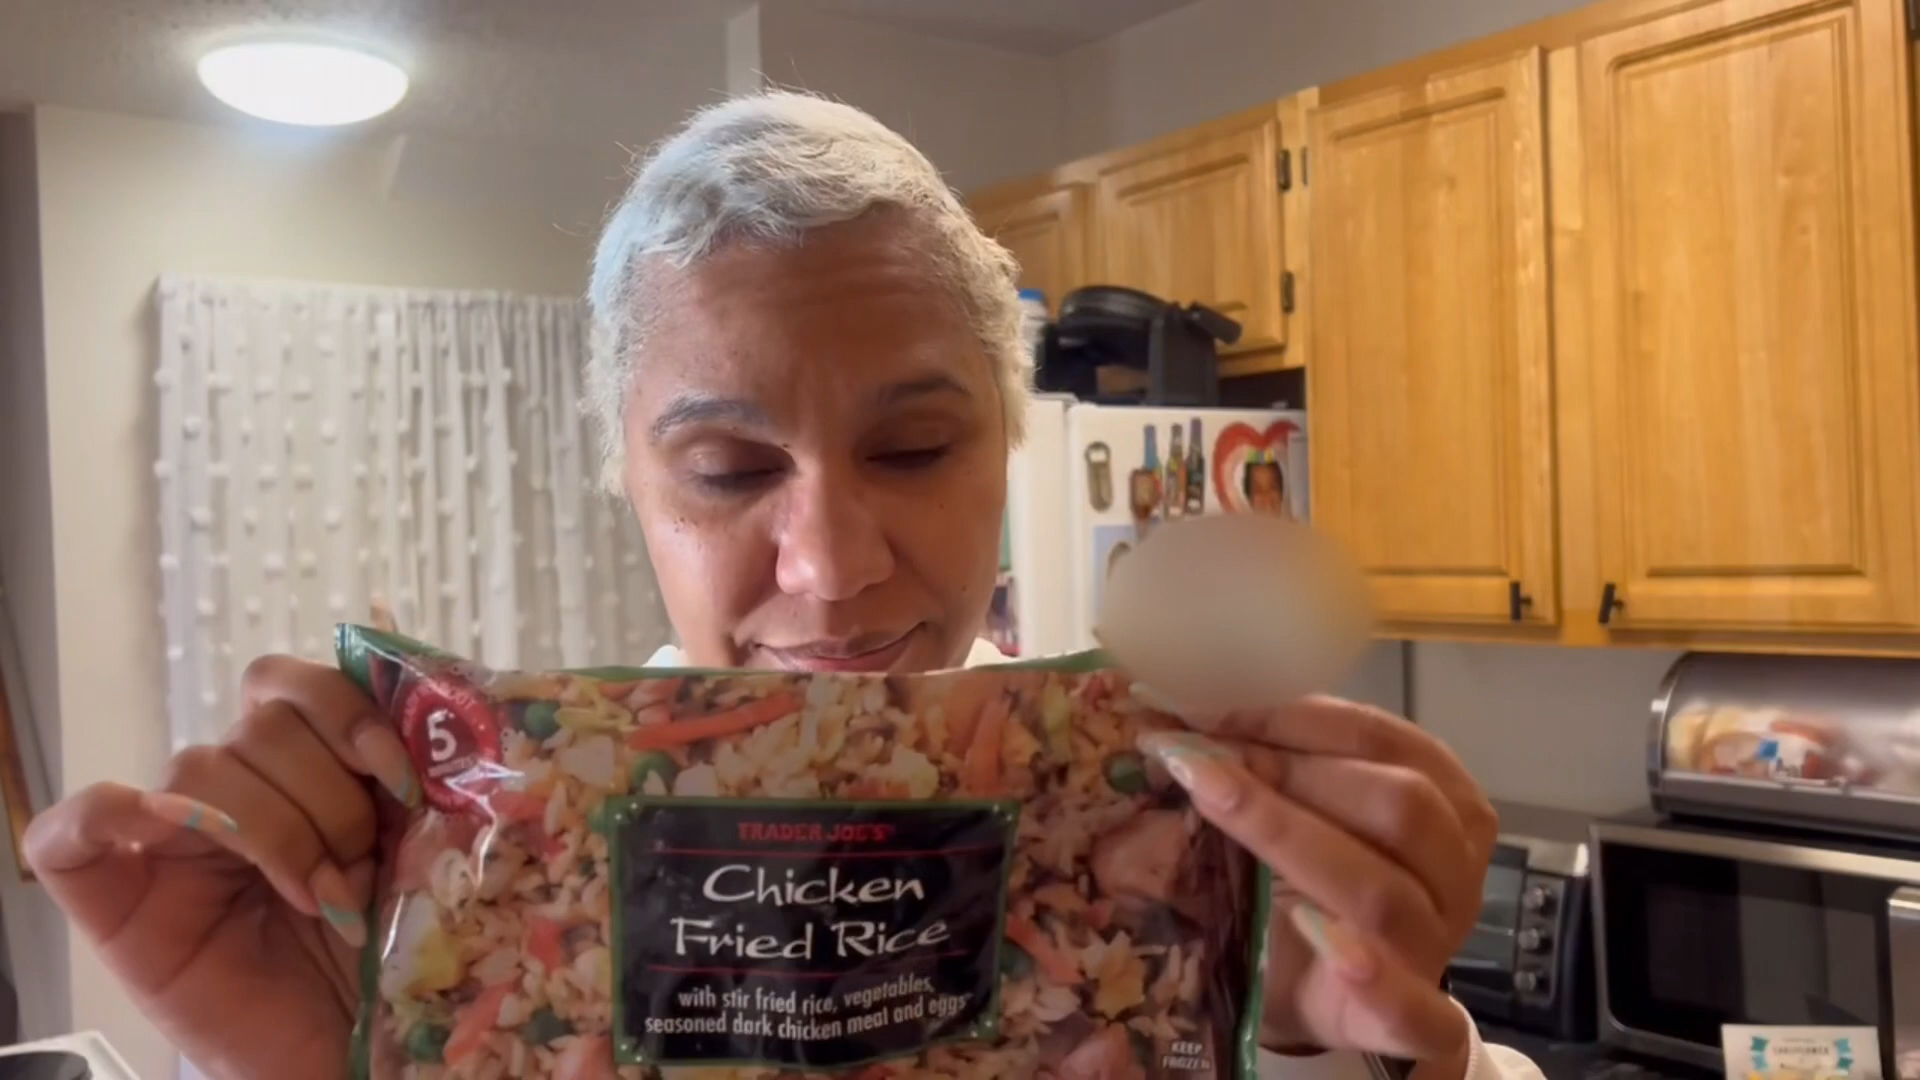 5
TRADER JOE'S
Chicken
Fried Rice
with stir fried rice, vegetables,
seasoned dark chicken meat and eggs
KEEP
FROZEN